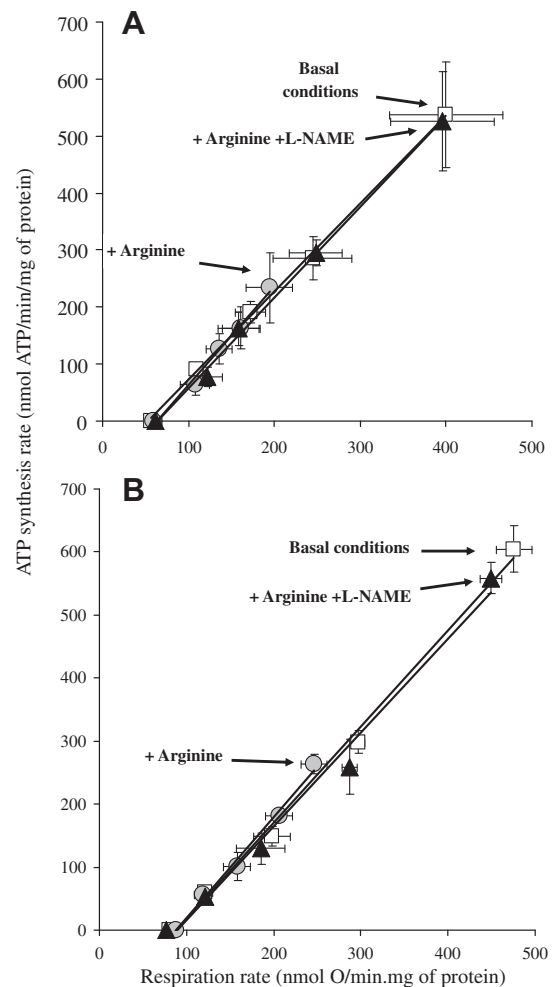 A
700
600
500
400
300
200
100
0
0
100
200
300
400
500
Basal
conditions
+ Arginine +L-NAME
+ Arginine
ATP synthesis rate (nmol ATP/min/mg of protein)
B
700
600
500
400
300
200
100
0
0
100
200
300
400
500
Basal conditions
+ Arginine +L-NAME
+ Arginine
Respiration rate (nmol O/min.mg of protein)